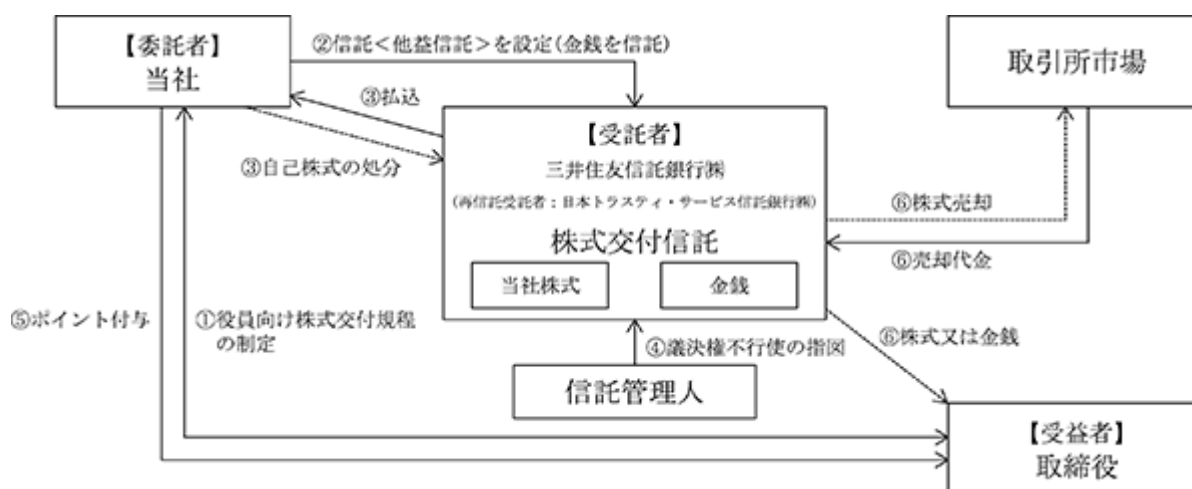 【委託者】
当社
②信託＜他益信託＞を設定(金銭を信託)
取引所市場
③払込
【受託者】
三井住友信託銀行㈱
(再信託受託者：日本トラスティ・サービス信託銀行㈱)
株式交付信託
当社株式
金銭
③自己株式の処分
⑥株式売却
⑥売却代金
⑤ポイント付与
①役員向け株式交付規程
の制定
④議決権不行使の指図
⑥株式又は金銭
信託管理人
【受益者】
取締役